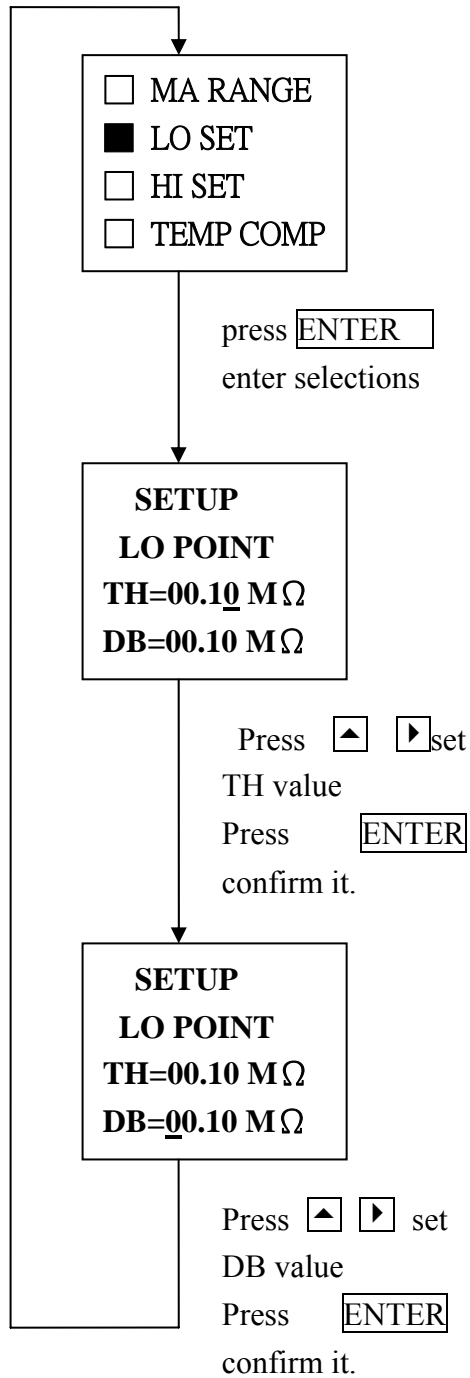 ☐ MA RANGE
■ LO SET
☐ HI SET
☐ TEMP COMP
press ENTER
enter selections
SETUP
LO POINT
TH=00.10 MΩ
DB=00.10 MΩ
Press ▲ ▶ set
TH value
Press ENTER
confirm it.
SETUP
LO POINT
TH=00.10 MΩ
DB=00.10 MΩ
Press ▲ ▶ set
DB value
Press ENTER
confirm it.